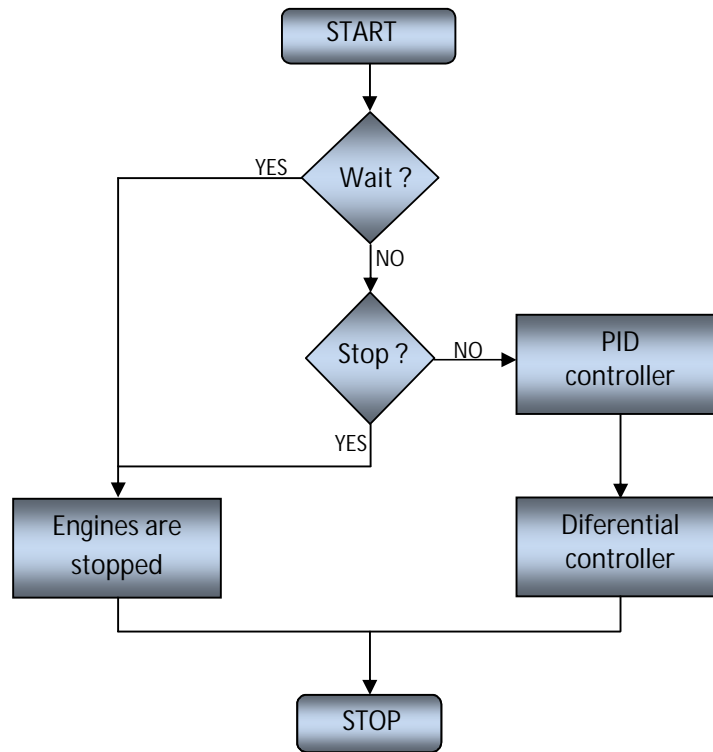 START
YES
Wait ?
NO
Stop ?
NO
PID
controller
YES
Engines are
stopped
Diferential
controller
STOP